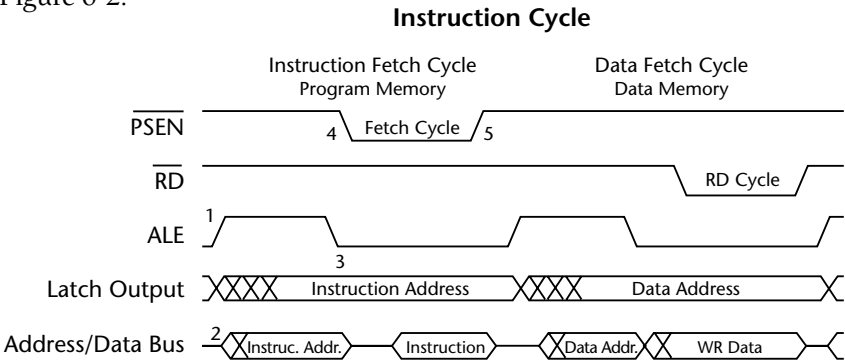 Figure 6-2.
Instruction Cycle
Instruction Fetch Cycle
Program Memory
Data Fetch Cycle
Data Memory
PSEN
4
Fetch Cycle
5
RD
RD Cycle
1
ALE
3
Latch Output
Instruction Address
Data Address
Address/Data Bus
2
Instruc. Addr.
Instruction
Data Addr.
WR Data